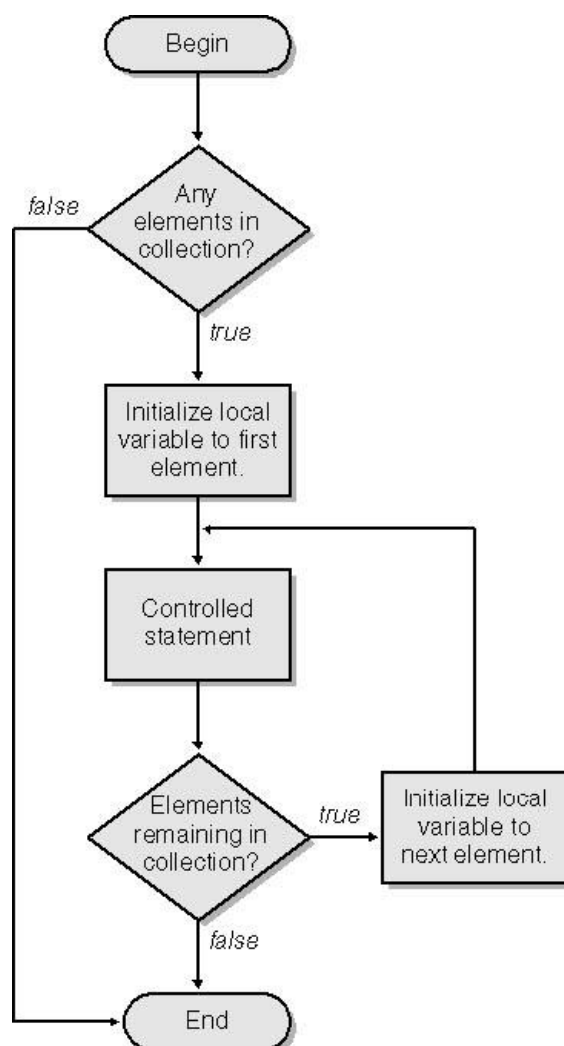 Begin
Any
elements in
collection?
false
true
Initialize local
variable to first
element.
Controlled
statement
Elements
remaining in
collection?
true
Initialize local
variable to
next element.
false
End